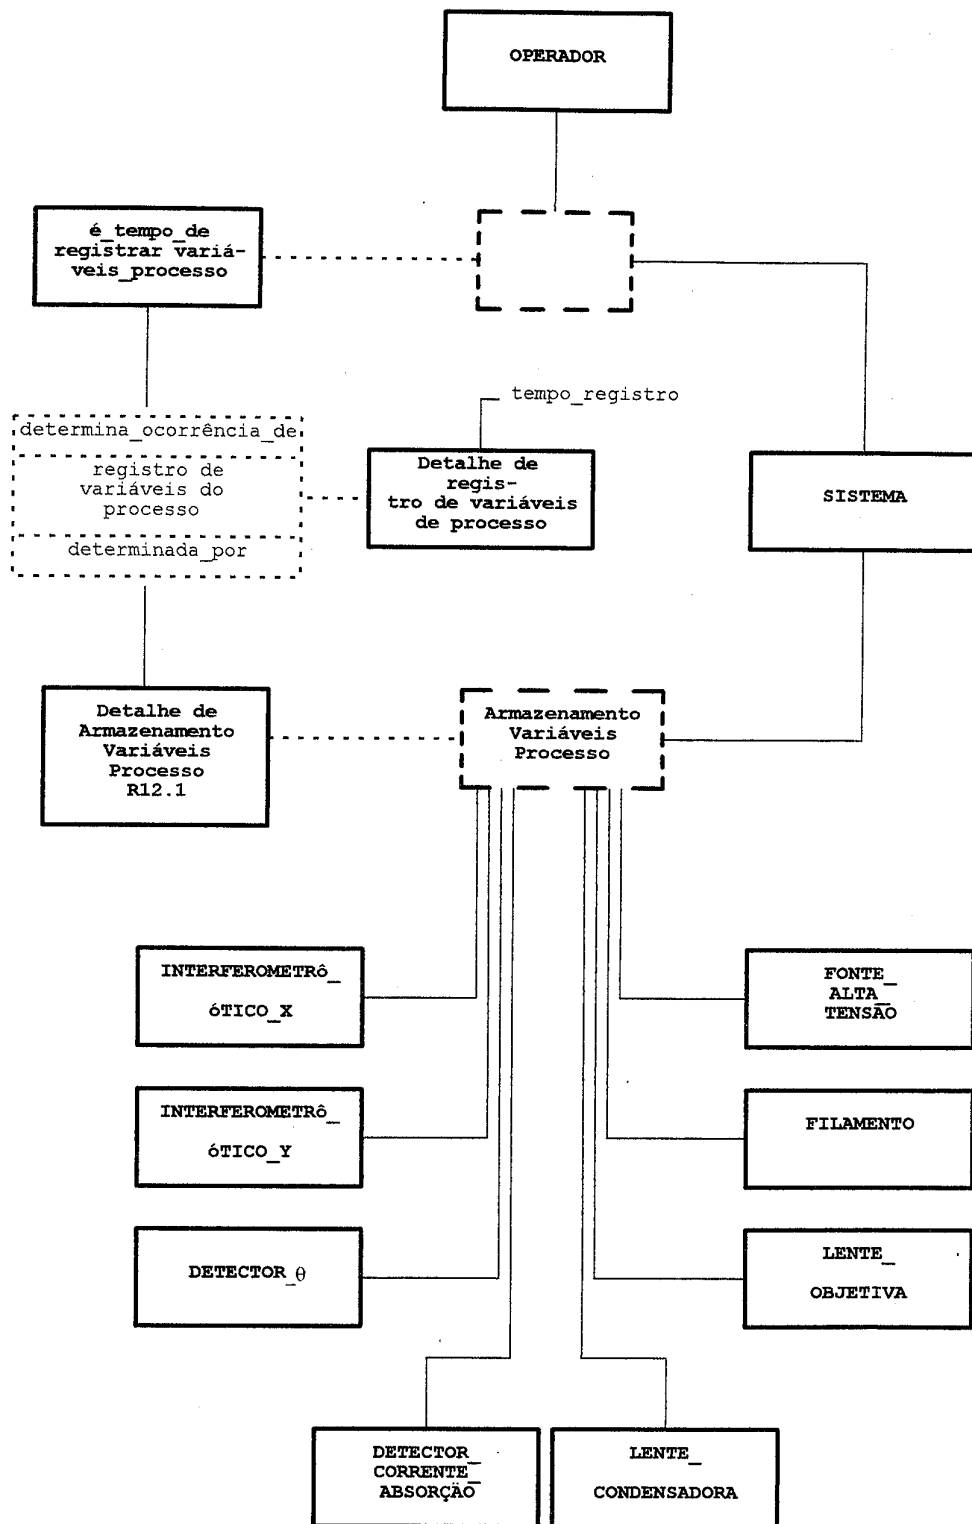 OPERADOR
é_tempo_de
registrar variá-
veis_processo
tempo_registro
determina_ocorrência_de
registro de
variáveis do
processo
determinada_por
Detalhe de
regis-
tro de variáveis
de processo
SISTEMA
Detalhe de
Armazenamento
Variáveis
Processo
R12.1
Armazenamento
Variáveis
Processo
INTERFEROMETRô_
óTICO_X
FONTE_
ALTA_
TENSÃO
INTERFEROMETRô_
óTICO_Y
FILAMENTO
DETECTOR_θ
LENTE_
OBJETIVA
DETECTOR_
CORRENTE_
ABSORÇÃO
LENTE_
CONDENSADORA